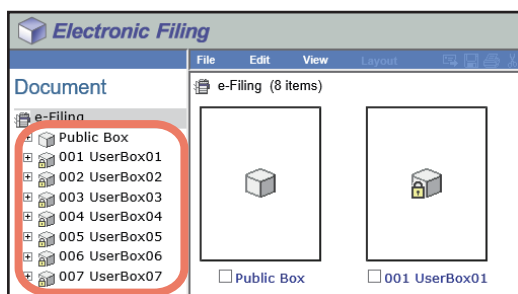 Electronic Filing
File Edit View Layout
Document
e-Filing (8 items)
e-Filing
Public Box
001 UserBox01
002 UserBox02
003 UserBox03
004 UserBox04
005 UserBox05
006 UserBox06
007 UserBox07
Public Box
001 UserBox01